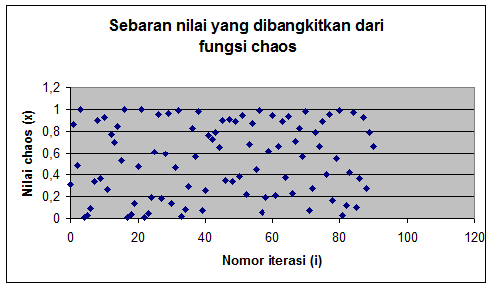 Sebaran nilai yang dibangkitkan dari
fungsi chaos
Nilai chaos (x)
1,2
1
0,8
0,6
0,4
0,2
0
0 20 40 60 80 100 120
Nomor iterasi (i)